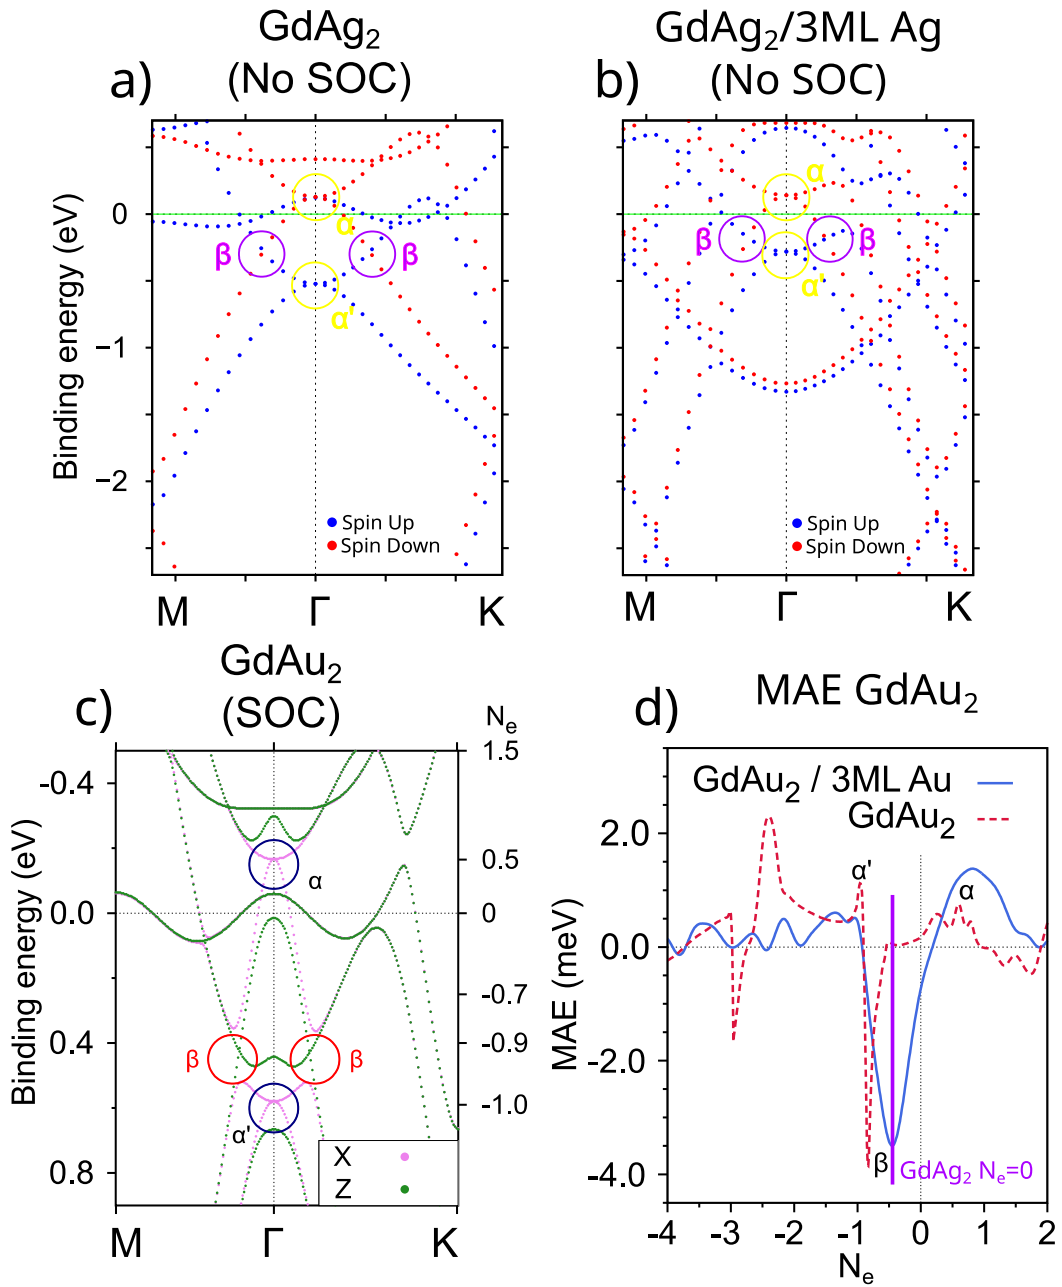 GdAg₂
(No SOC)
a)
GdAg₂/3ML Ag
(No SOC)
b)
Binding energy (eV)
0
−1
−2
α
β
β
α'
Spin Up
Spin Down
M
Γ
K
α
β
β
α'
Spin Up
Spin Down
M
Γ
K
GdAu₂
(SOC)
c)
Nₑ
Binding energy (eV)
-0.4
0.0
0.4
0.8
1.5
0.5
0
-0.7
-0.9
-1.0
α
β
β
α'
X
Z
M
Γ
K
MAE GdAu₂
d)
GdAu₂ / 3ML Au
GdAu₂
MAE (meV)
2.0
0.0
-2.0
-4.0
α'
α
β
GdAg₂ Nₑ=0
-4
-3
-2
-1
0
1
2
Nₑ